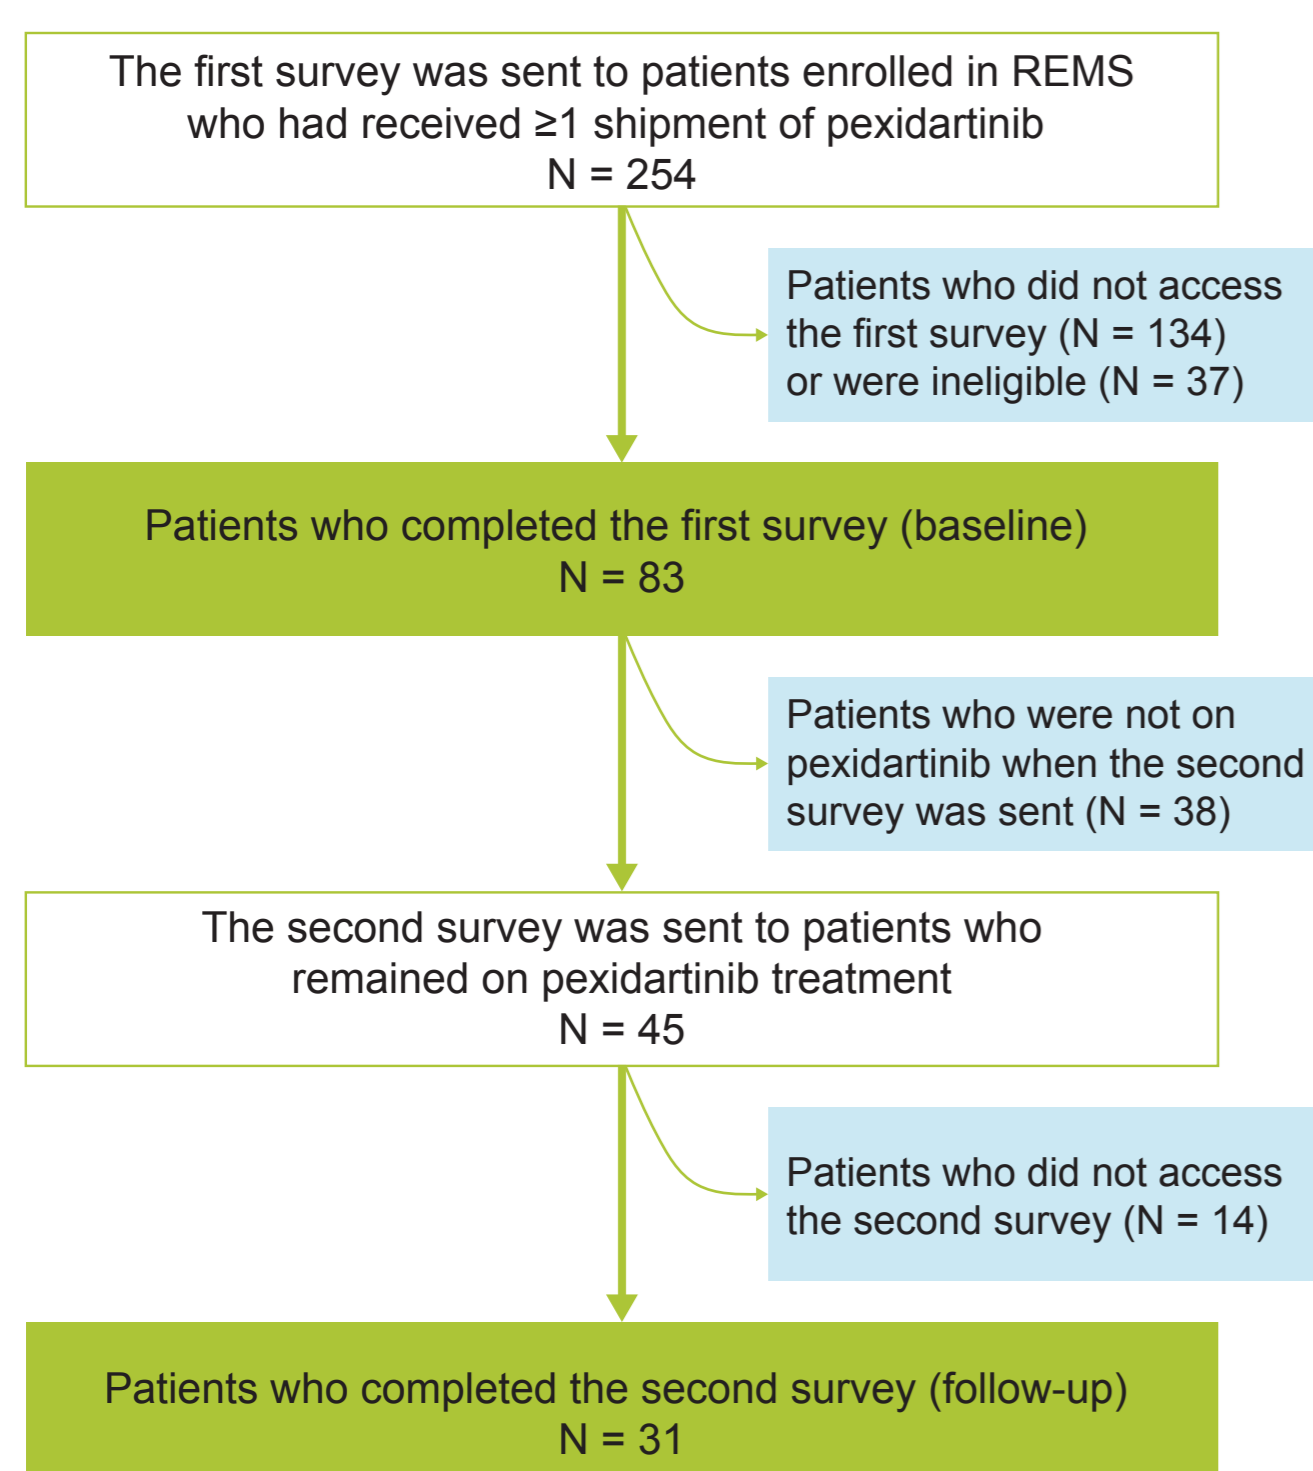 The first survey was sent to patients enrolled in REMS
who had received ≥1 shipment of pexidartinib
N = 254
Patients who did not access
the first survey (N = 134)
or were ineligible (N = 37)
Patients who completed the first survey (baseline)
N = 83
Patients who were not on
pexidartinib when the second
survey was sent (N = 38)
The second survey was sent to patients who
remained on pexidartinib treatment
N = 45
Patients who did not access
the second survey (N = 14)
Patients who completed the second survey (follow-up)
N = 31